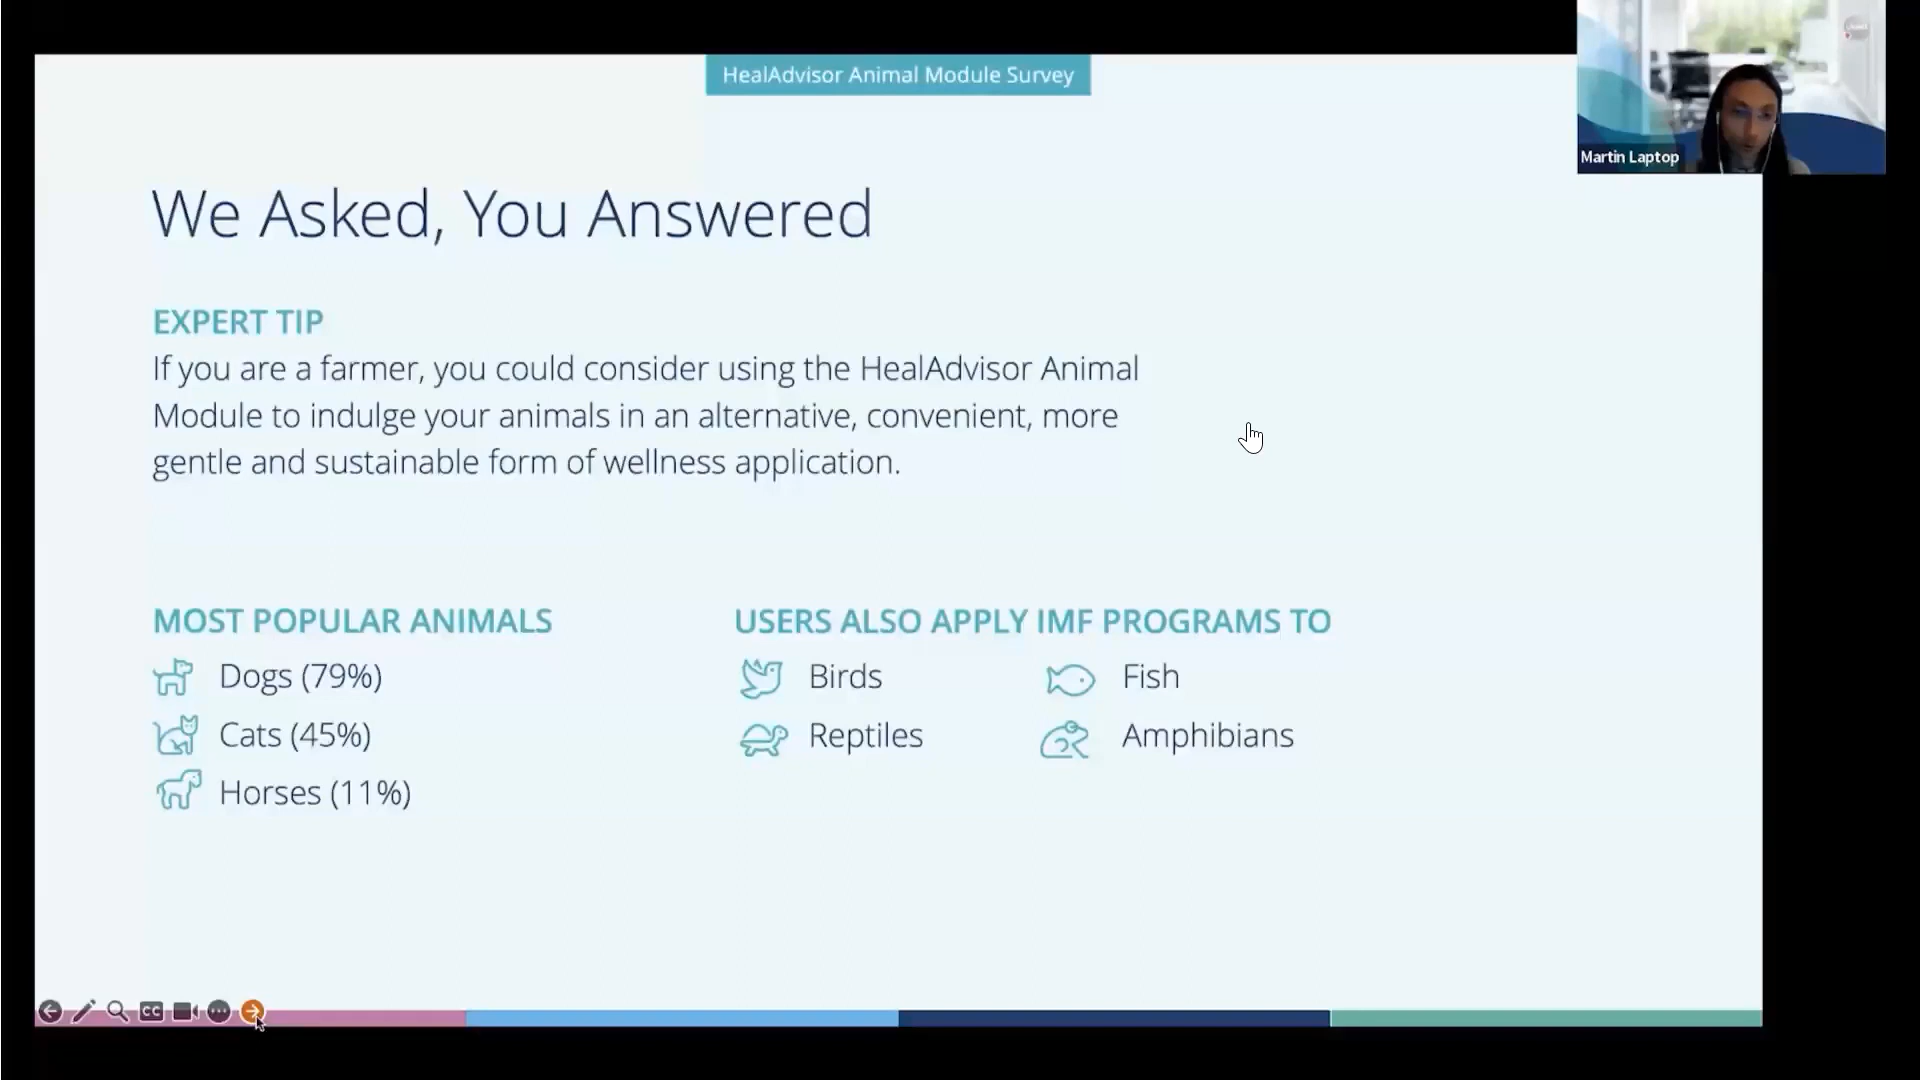 HealAdvisor Animal Module Survey
Martin Laptop
We Asked, You Answered
EXPERT TIP
If you are a farmer, you could consider using the HealAdvisor Animal
Module to indulge your animals in an alternative, convenient, more
gentle and sustainable form of wellness application.
MOST POPULAR ANIMALS
Dogs (79%)
Cats (45%)
Horses (11%)
USERS ALSO APPLY IMF PROGRAMS TO
Birds
Fish
Reptiles
Amphibians
CC